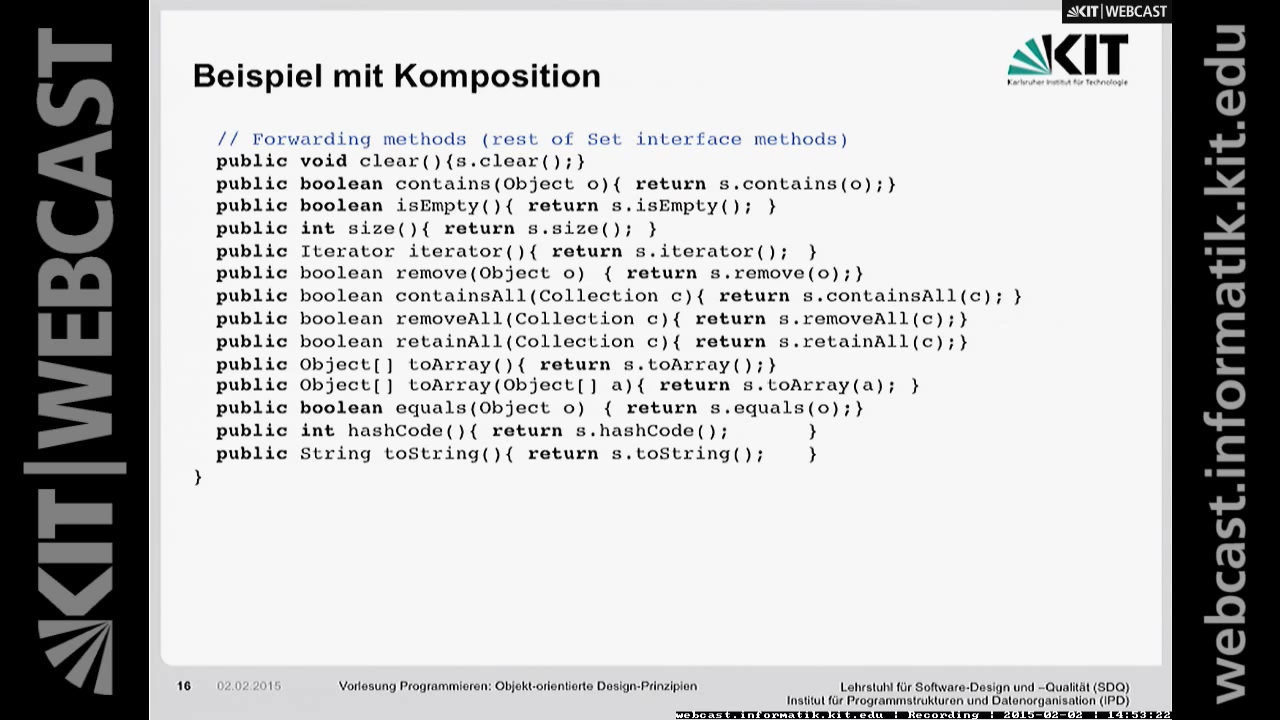 KIT|WEBCAST
KIT|WEBCAST
webcast.informatik.kit.edu
KIT
Karlsruher Institut für Technologie
Beispiel mit Komposition
// Forwarding methods (rest of Set interface methods)
public void clear(){s.clear();}
public boolean contains(Object o){ return s.contains(o);}
public boolean isEmpty(){ return s.isEmpty(); }
public int size(){ return s.size(); }
public Iterator iterator(){ return s.iterator(); }
public boolean remove(Object o) { return s.remove(o);}
public boolean containsAll(Collection c){ return s.containsAll(c); }
public boolean removeAll(Collection c){ return s.removeAll(c);}
public boolean retainAll(Collection c){ return s.retainAll(c);}
public Object[] toArray(){ return s.toArray();}
public Object[] toArray(Object[] a){ return s.toArray(a); }
public boolean equals(Object o) { return s.equals(o);}
public int hashCode(){ return s.hashCode(); }
public String toString(){ return s.toString(); }
}
16 02.02.2015 Vorlesung Programmieren: Objekt-orientierte Design-Prinzipien
Lehrstuhl für Software-Design und –Qualität (SDQ)
Institut für Programmstrukturen und Datenorganisation (IPD)
webcast.informatik.kit.edu | Recording | 2015-02-02 | 14:53:22